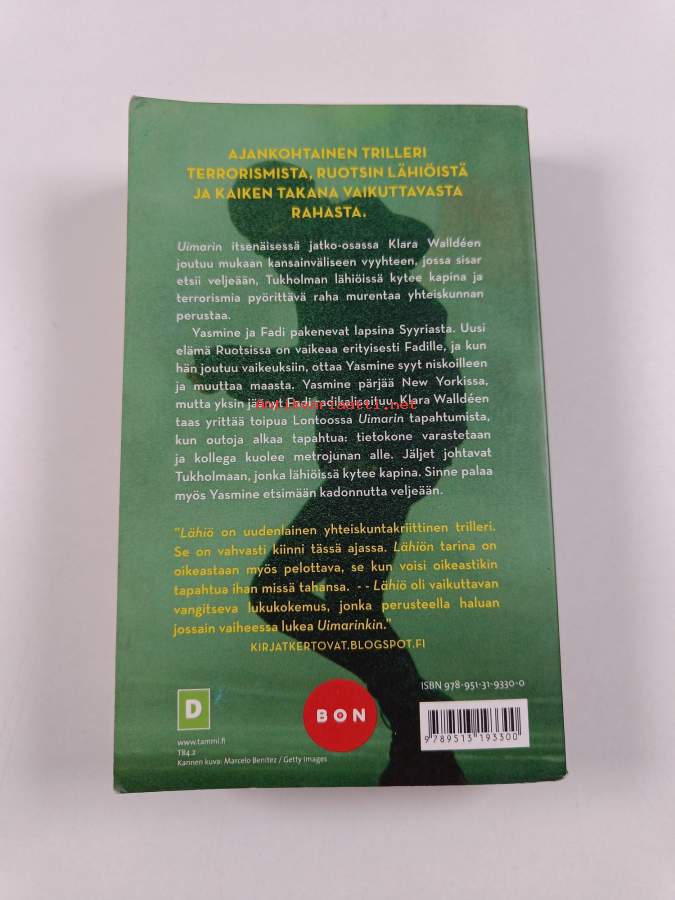 AJANKOHTAINEN TRILLERI
TERRORISMISTA, RUOTSIN LÄHIÖISTÄ
JA KAIKEN TAKANA VAIKUTTAVASTA
RAHASTA.
Uimarin itsenäisessä jatko-osassa Klara Walldéen
joutuu mukaan kansainväliseen vyyhteen, jossa sisar
etsii veljeään, Tukholman lähiöissä kytee kapina ja
terrorismia pyörittävä raha murentaa yhteiskunnan
perustaa.
Yasmine ja Fadi pakenevat lapsina Syyriasta. Uusi
elämä Ruotsissa on vaikeaa erityisesti Fadille, ja kun
hän joutuu vaikeuksiin, ottaa Yasmine syyt niskoilleen
ja muuttaa maasta. Yasmine pärjää New Yorkissa,
mutta yksin Fadi radikalisoituu. Klara Walldéen
antikvariaatti.net
taas yrittää toipua Lontoossa Uimarin tapahtumista,
kun outoja alkaa tapahtua: tietokone varastetaan
ja kollega kuolee metrojunan alle. Jäljet johtavat
Tukholmaan, jonka lähiöissä kytee kapina. Sinne palaa
myös Yasmine etsimään kadonnutta veljeään.
"Lähiö on uudenlainen yhteiskuntakriittinen trilleri.
Se on vahvasti kiinni tässä ajassa. Lähiön tarina on
oikeastaan myös pelottava, se kun voisi oikeastikin
tapahtua ihan missä tahansa. - - Lähiö oli vaikuttavan
vangitseva lukukokemus, jonka perusteella haluan
jossain vaiheessa lukea Uimarinkin."
KIRJATKERTOVAT.BLOGSPOT.FI
ISBN 978-951-31-9330-0
D
BON
9 789513 193300
www.tammi.fi
T84.2
Kannen kuva: Marcelo Benitez / Getty Images